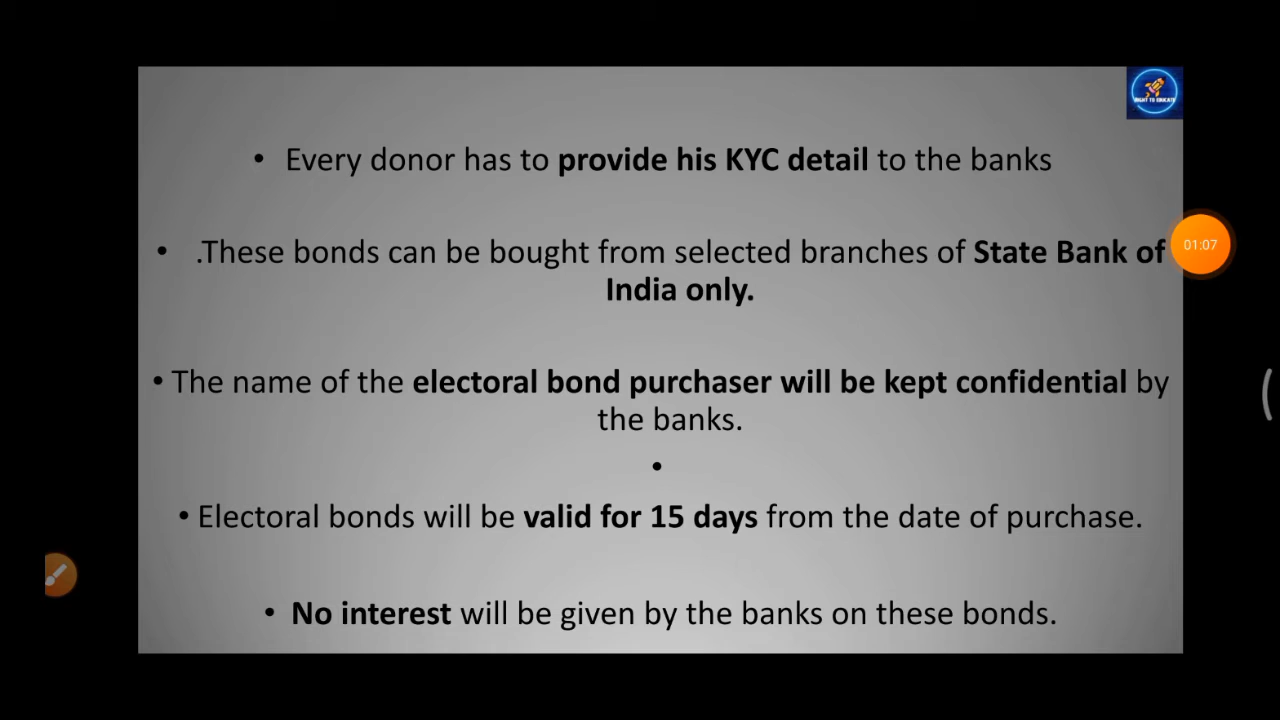 RIGHT TO EDUCATE
• Every donor has to provide his KYC detail to the banks
• .These bonds can be bought from selected branches of State Bank of
India only.
01:07
• The name of the electoral bond purchaser will be kept confidential by
the banks.
•
• Electoral bonds will be valid for 15 days from the date of purchase.
• No interest will be given by the banks on these bonds.